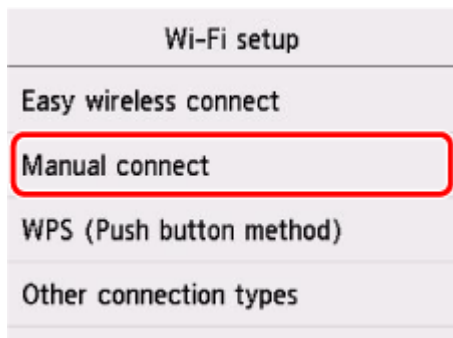 Wi-Fi setup
Easy wireless connect
Manual connect
WPS (Push button method)
Other connection types